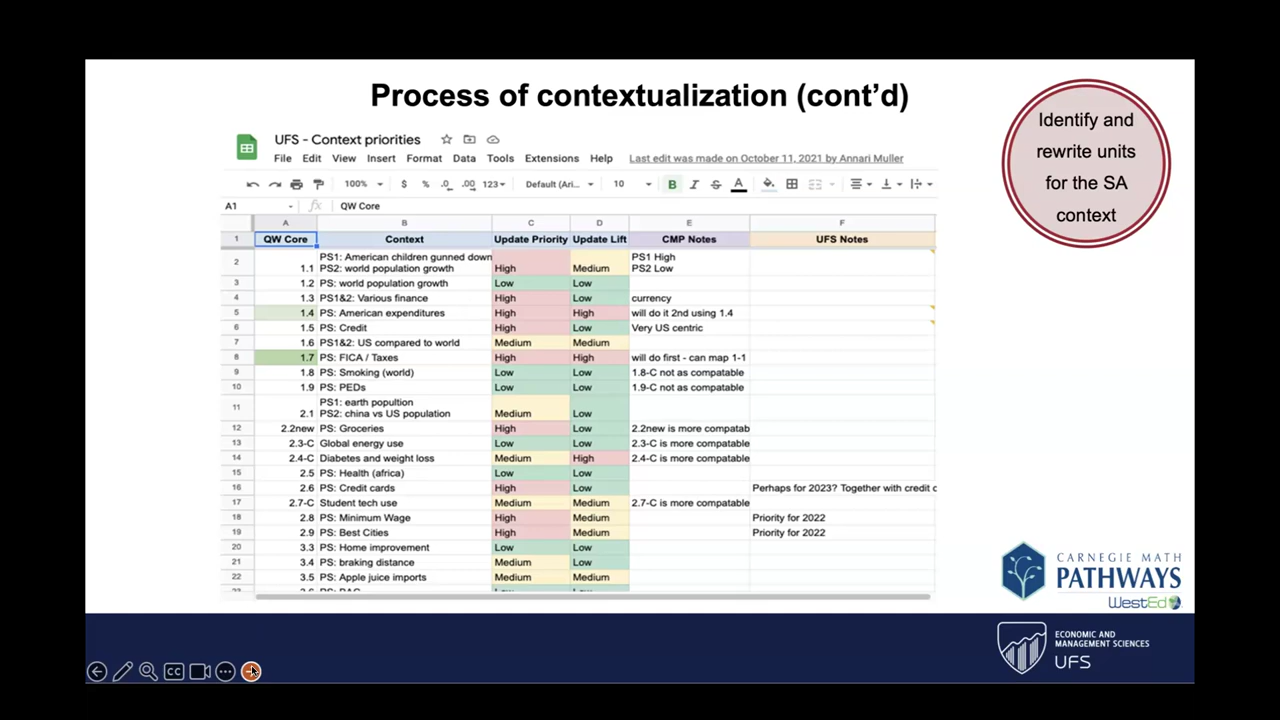 Process of contextualization (cont'd)
Identify and
rewrite units
for the SA
context
UFS - Context priorities
File Edit View Insert Format Data Tools Extensions Help Last edit was made on October 11, 2021 by Annari Muller
100% $ % .0 .00 123 Default (Ari... 10 B I S A
A1 fx QW Core
A B C D E F
1 QW Core Context Update Priority Update Lift CMP Notes UFS Notes
PS1: American children gunned down PS1 High
2 1.1 PS2: world population growth High Medium PS2 Low
3 1.2 PS: world population growth Low Low
4 1.3 PS1&2: Various finance High Low currency
5 1.4 PS: American expenditures High High will do it 2nd using 1.4
6 1.5 PS: Credit High Low Very US centric
7 1.6 PS1&2: US compared to world Medium Medium
8 1.7 PS: FICA / Taxes High High will do first - can map 1-1
9 1.8 PS: Smoking (world) Low Low 1.8-C not as compatable
10 1.9 PS: PEDs Low Low 1.9-C not as compatable
PS1: earth popultion
11 2.1 PS2: china vs US population Medium Low
12 2.2new PS: Groceries High Low 2.2new is more compatab
13 2.3-C Global energy use Low Low 2.3-C is more compatable
14 2.4-C Diabetes and weight loss Medium High 2.4-C is more compatable
15 2.5 PS: Health (africa) Low Low
16 2.6 PS: Credit cards High Low Perhaps for 2023? Together with credit c
17 2.7-C Student tech use Medium Medium 2.7-C is more compatable
18 2.8 PS: Minimum Wage High Medium Priority for 2022
19 2.9 PS: Best Cities High Medium Priority for 2022
20 3.3 PS: Home improvement Low Low
21 3.4 PS: braking distance Medium Low
22 3.5 PS: Apple juice imports Medium Medium
CARNEGIE MATH
PATHWAYS
WestEd
ECONOMIC AND
MANAGEMENT SCIENCES
UFS
CC